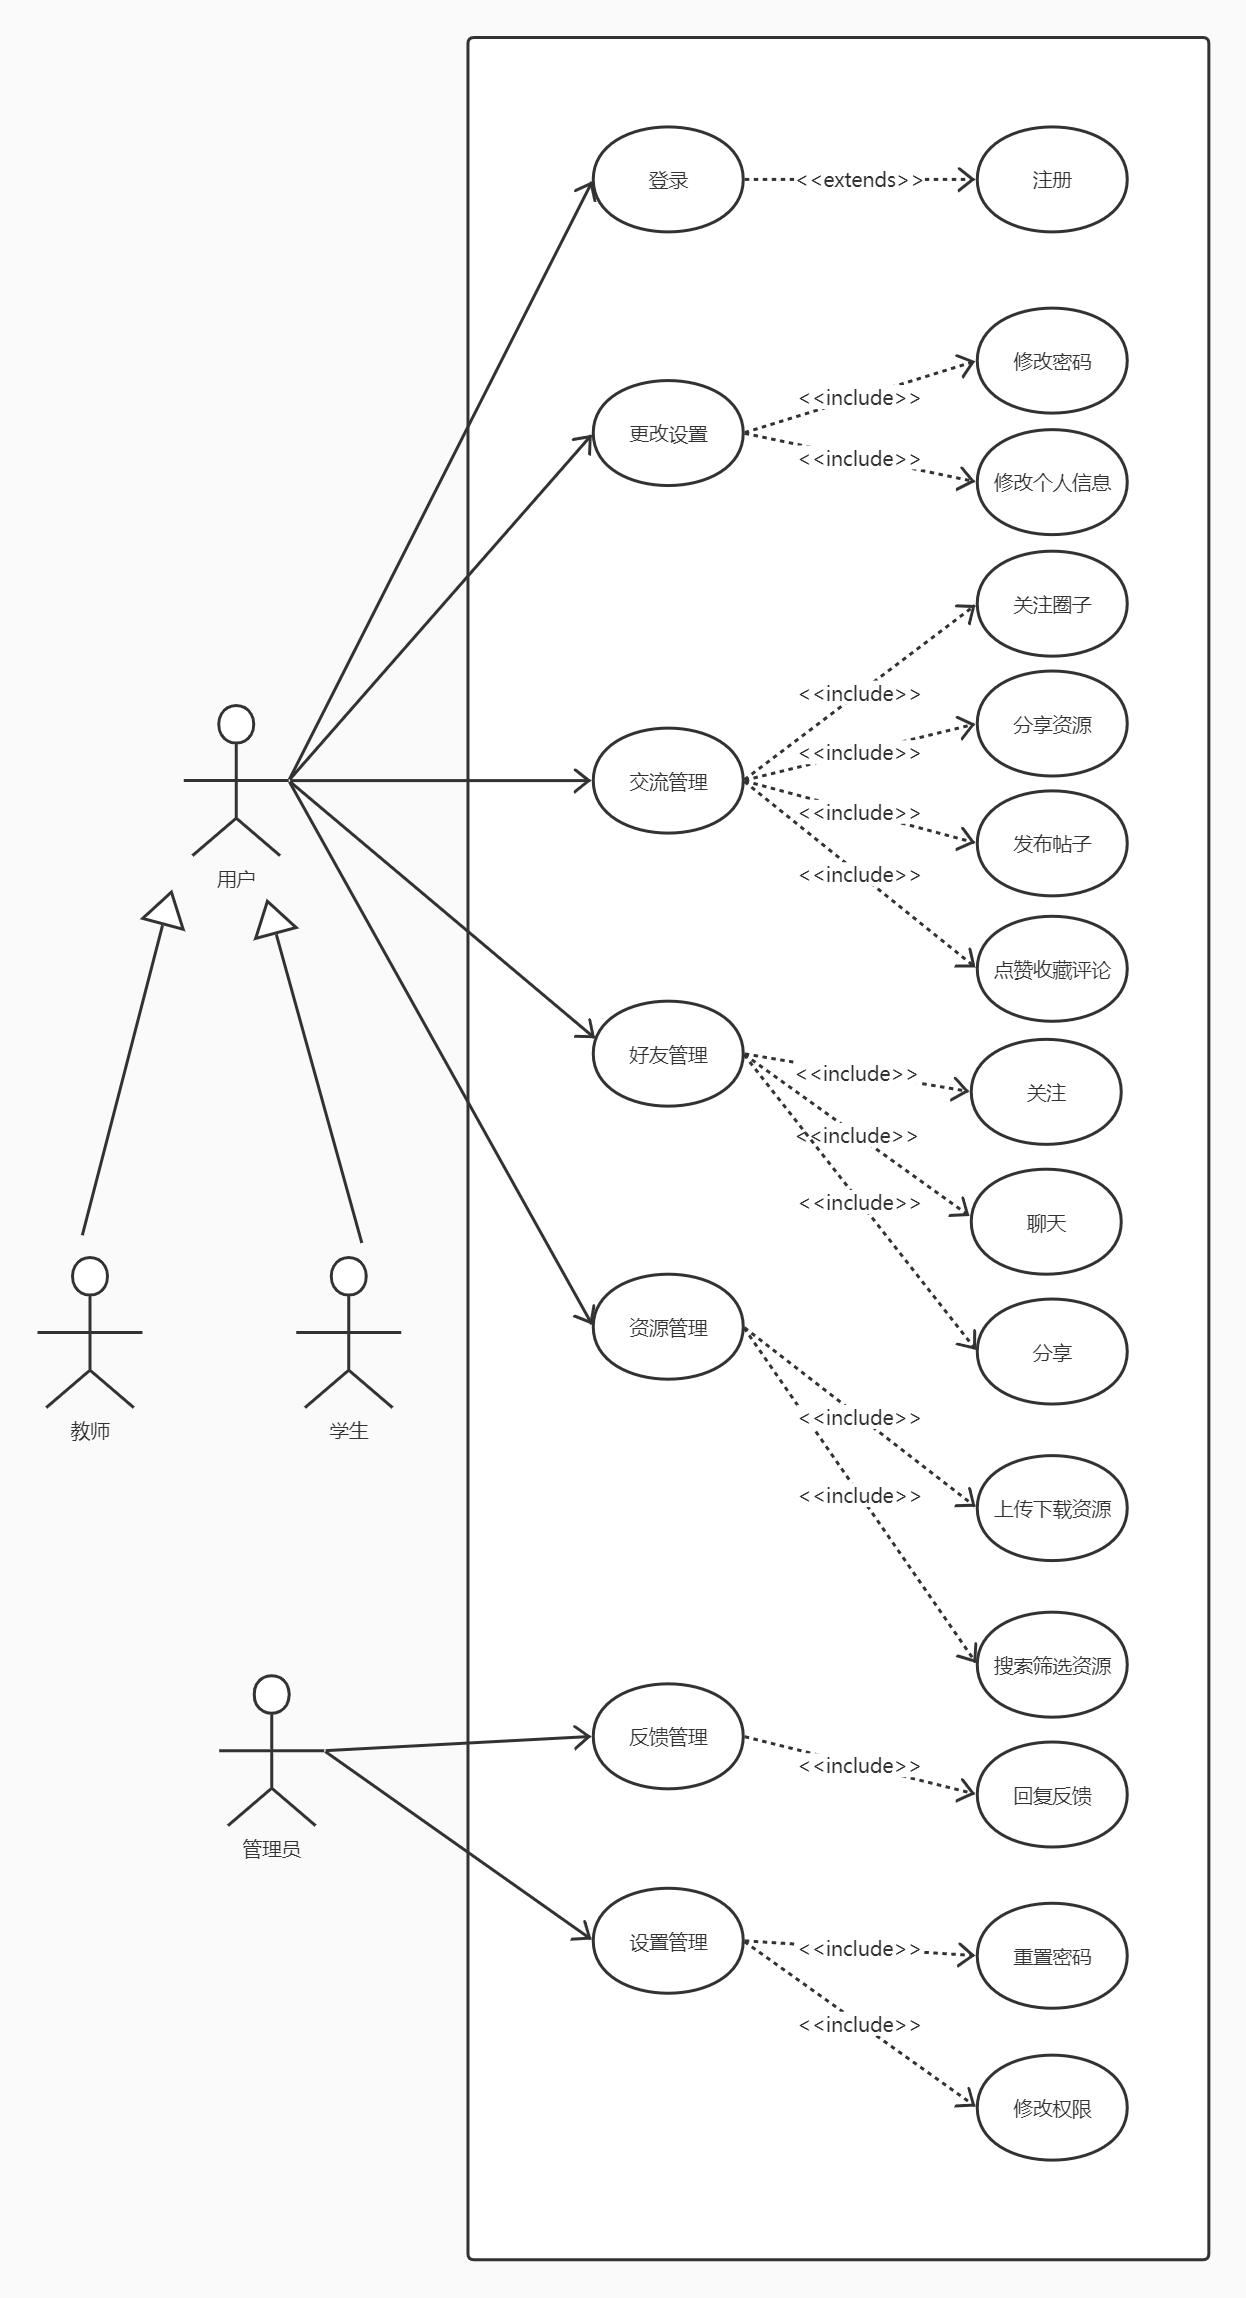 登录
<<extends>>
注册
修改密码
<<include>>
更改设置
<<include>>
修改个人信息
关注圈子
<<include>>
分享资源
<<include>>
交流管理
<<include>>
发布帖子
<<include>>
点赞收藏评论
用户
好友管理
<<include>>
关注
<<include>>
<<include>>
聊天
资源管理
分享
教师
学生
<<include>>
<<include>>
上传下载资源
搜索筛选资源
反馈管理
<<include>>
回复反馈
管理员
设置管理
<<include>>
重置密码
<<include>>
修改权限